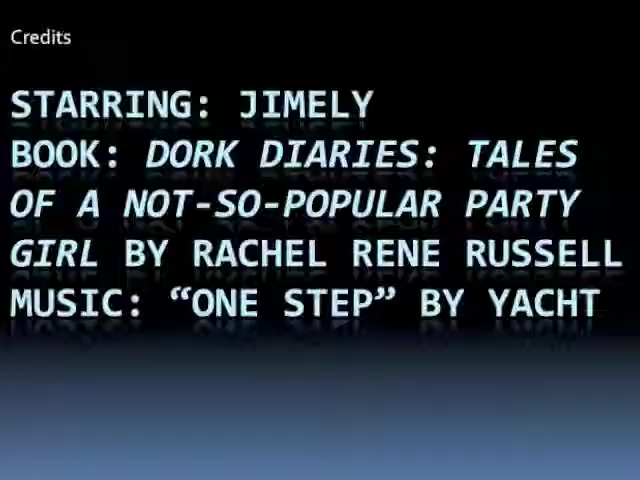 Credits
STARRING: JIMELY
BOOK: DORK DIARIES: TALES
OF A NOT-SO-POPULAR PARTY
GIRL BY RACHEL RENE RUSSELL
MUSIC: “ONE STEP” BY YACHT